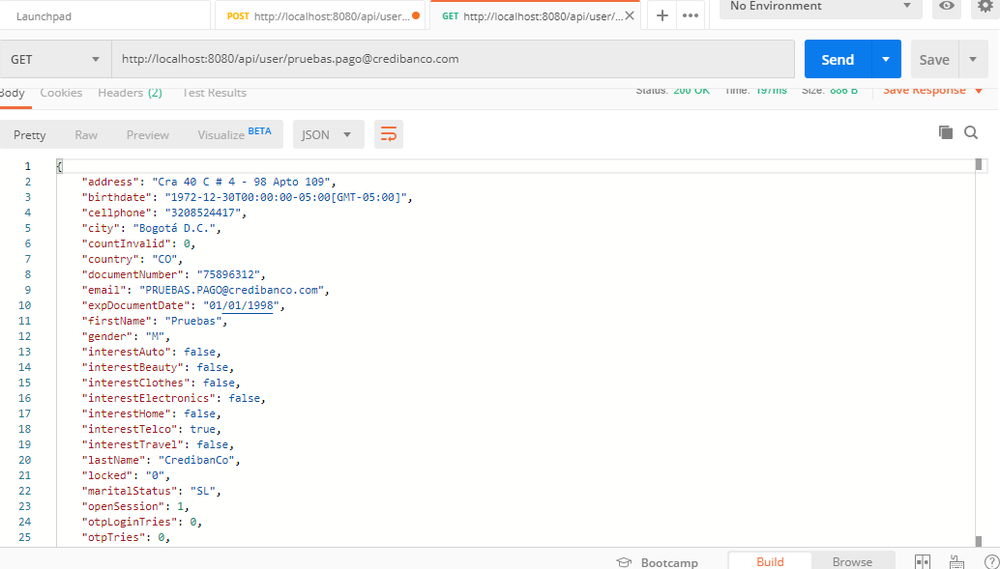 Launchpad
POST http://localhost:8080/api/user...
GET http://localhost:8080/api/user/...
No Environment
GET
http://localhost:8080/api/user/pruebas.pago@credibanco.com
Send
Save
Body
Cookies
Headers (2)
Test Results
Status: 200 OK
Time: 197ms
Size: 886 B
Save Response
Pretty
Raw
Preview
Visualize BETA
JSON
1 {
2 "address": "Cra 40 C # 4 - 98 Apto 109",
3 "birthdate": "1972-12-30T00:00:00-05:00[GMT-05:00]",
4 "cellphone": "3208524417",
5 "city": "Bogotá D.C.",
6 "countInvalid": 0,
7 "country": "CO",
8 "documentNumber": "75896312",
9 "email": "PRUEBAS.PAGO@credibanco.com",
10 "expDocumentDate": "01/01/1998",
11 "firstName": "Pruebas",
12 "gender": "M",
13 "interestAuto": false,
14 "interestBeauty": false,
15 "interestClothes": false,
16 "interestElectronics": false,
17 "interestHome": false,
18 "interestTelco": true,
19 "interestTravel": false,
20 "lastName": "CredibanCo",
21 "locked": "0",
22 "maritalStatus": "SL",
23 "openSession": 1,
24 "otpLoginTries": 0,
25 "otpTries": 0,
Bootcamp
Build
Browse